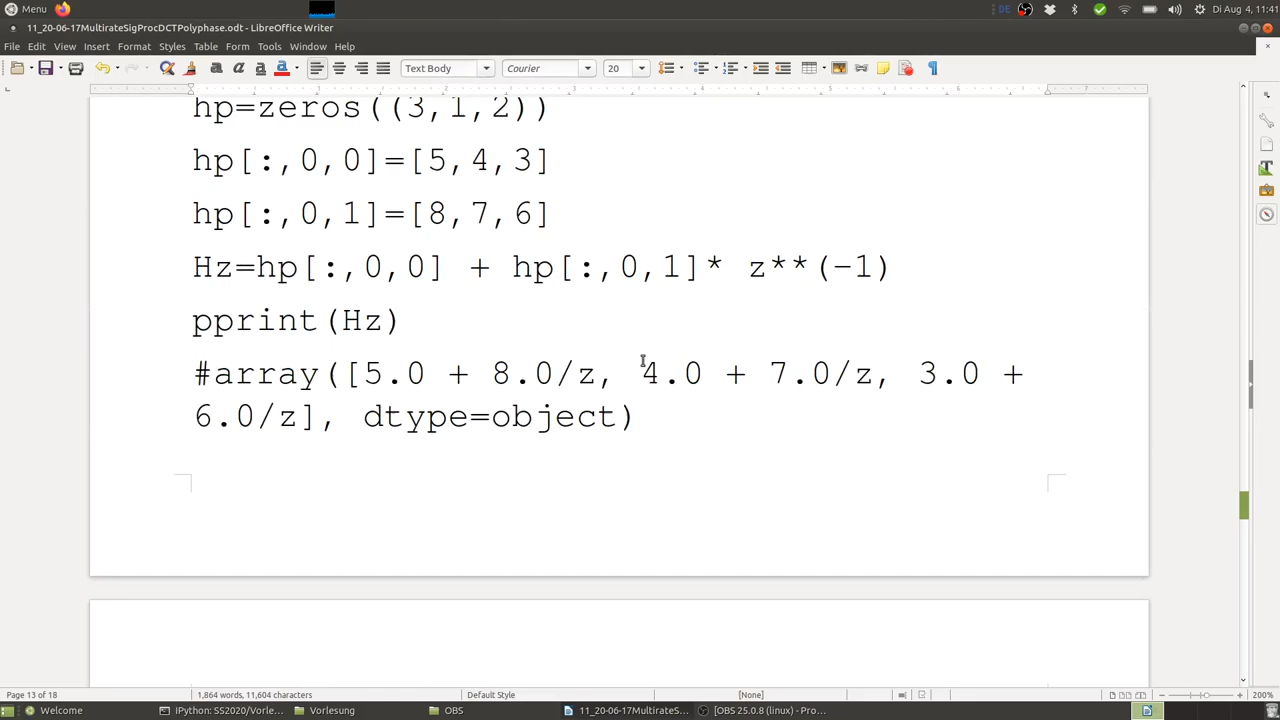 Menu
DE
Di Aug 4, 11:41
11_20-06-17MultirateSigProcDCTPolyphase.odt - LibreOffice Writer
File Edit View Insert Format Styles Table Form Tools Window Help
Text Body Courier 20
hp=zeros((3,1,2))
hp[:,0,0]=[5,4,3]
hp[:,0,1]=[8,7,6]
Hz=hp[:,0,0] + hp[:,0,1]* z**(-1)
pprint(Hz)
#array([5.0 + 8.0/z, 4.0 + 7.0/z, 3.0 +
6.0/z], dtype=object)
Page 13 of 18 1,864 words, 11,604 characters Default Style [None] 200%
Welcome IPython: SS2020/Vorle... Vorlesung OBS 11_20-06-17MultirateS... [OBS 25.0.8 (linux) - Pro...